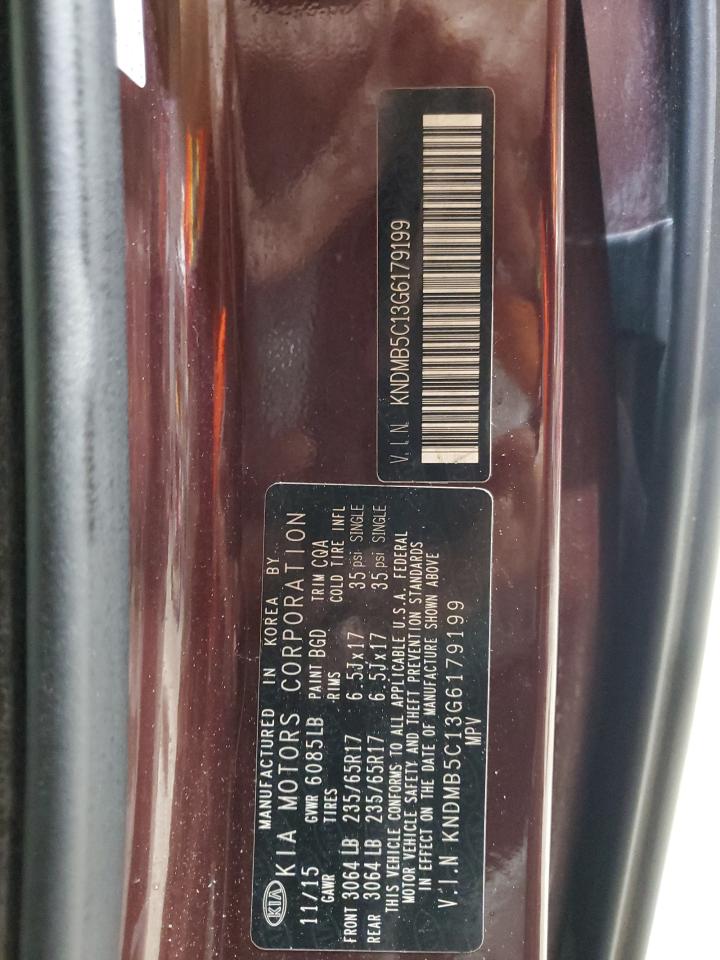 KIA
MANUFACTURED IN KOREA BY
KIA MOTORS CORPORATION
11/15 GVWR 6085LB PAINT BGD TRIM CQA
GAWR TIRES RIMS COLD TIRE INFL
FRONT 3064 LB 235/65R17 6.5Jx17 35 psi SINGLE
REAR 3064 LB 235/65R17 6.5Jx17 35 psi SINGLE
THIS VEHICLE CONFORMS TO ALL APPLICABLE U.S.A. FEDERAL
MOTOR VEHICLE SAFETY AND THEFT PREVENTION STANDARDS
IN EFFECT ON THE DATE OF MANUFACTURE SHOWN ABOVE
V.I.N KNDMB5C13G6179199
MPV
V.I.N KNDMB5C13G6179199